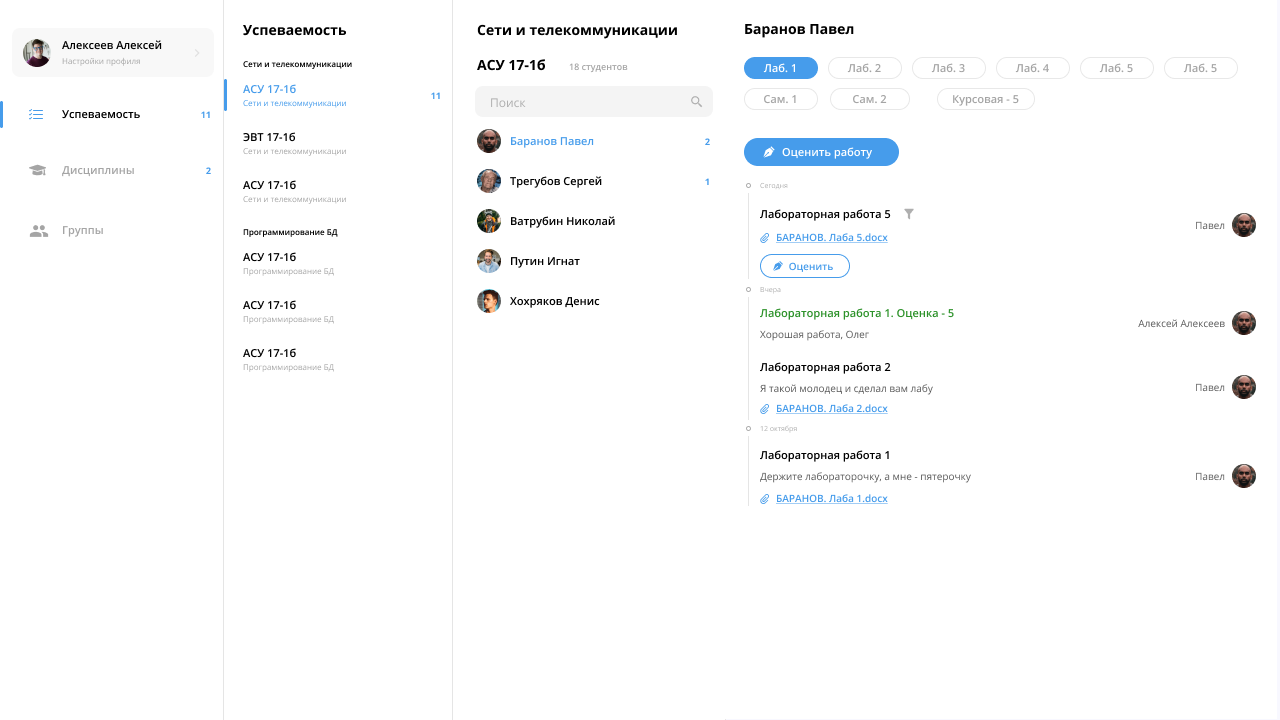 Алексеев Алексей
Настройки профиля
Успеваемость 11
Дисциплины 2
Группы
Успеваемость
Сети и телекоммуникации
АСУ 17-1б
Сети и телекоммуникации
11
ЭВТ 17-1б
Сети и телекоммуникации
АСУ 17-1б
Сети и телекоммуникации
Программирование БД
АСУ 17-1б
Программирование БД
АСУ 17-1б
Программирование БД
АСУ 17-1б
Программирование БД
Сети и телекоммуникации
АСУ 17-1б 18 студентов
Поиск
Баранов Павел 2
Трегубов Сергей 1
Ватрубин Николай
Путин Игнат
Хохряков Денис
Баранов Павел
Лаб. 1 Лаб. 2 Лаб. 3 Лаб. 4 Лаб. 5 Лаб. 5
Сам. 1 Сам. 2 Курсовая - 5
Оценить работу
Сегодня
Лабораторная работа 5
Павел
БАРАНОВ. Лаба 5.docx
Оценить
Вчера
Лабораторная работа 1. Оценка - 5
Алексей Алексеев
Хорошая работа, Олег
Лабораторная работа 2
Я такой молодец и сделал вам лабу
Павел
БАРАНОВ. Лаба 2.docx
12 октября
Лабораторная работа 1
Держите лабораторочку, а мне - пятерочку
Павел
БАРАНОВ. Лаба 1.docx